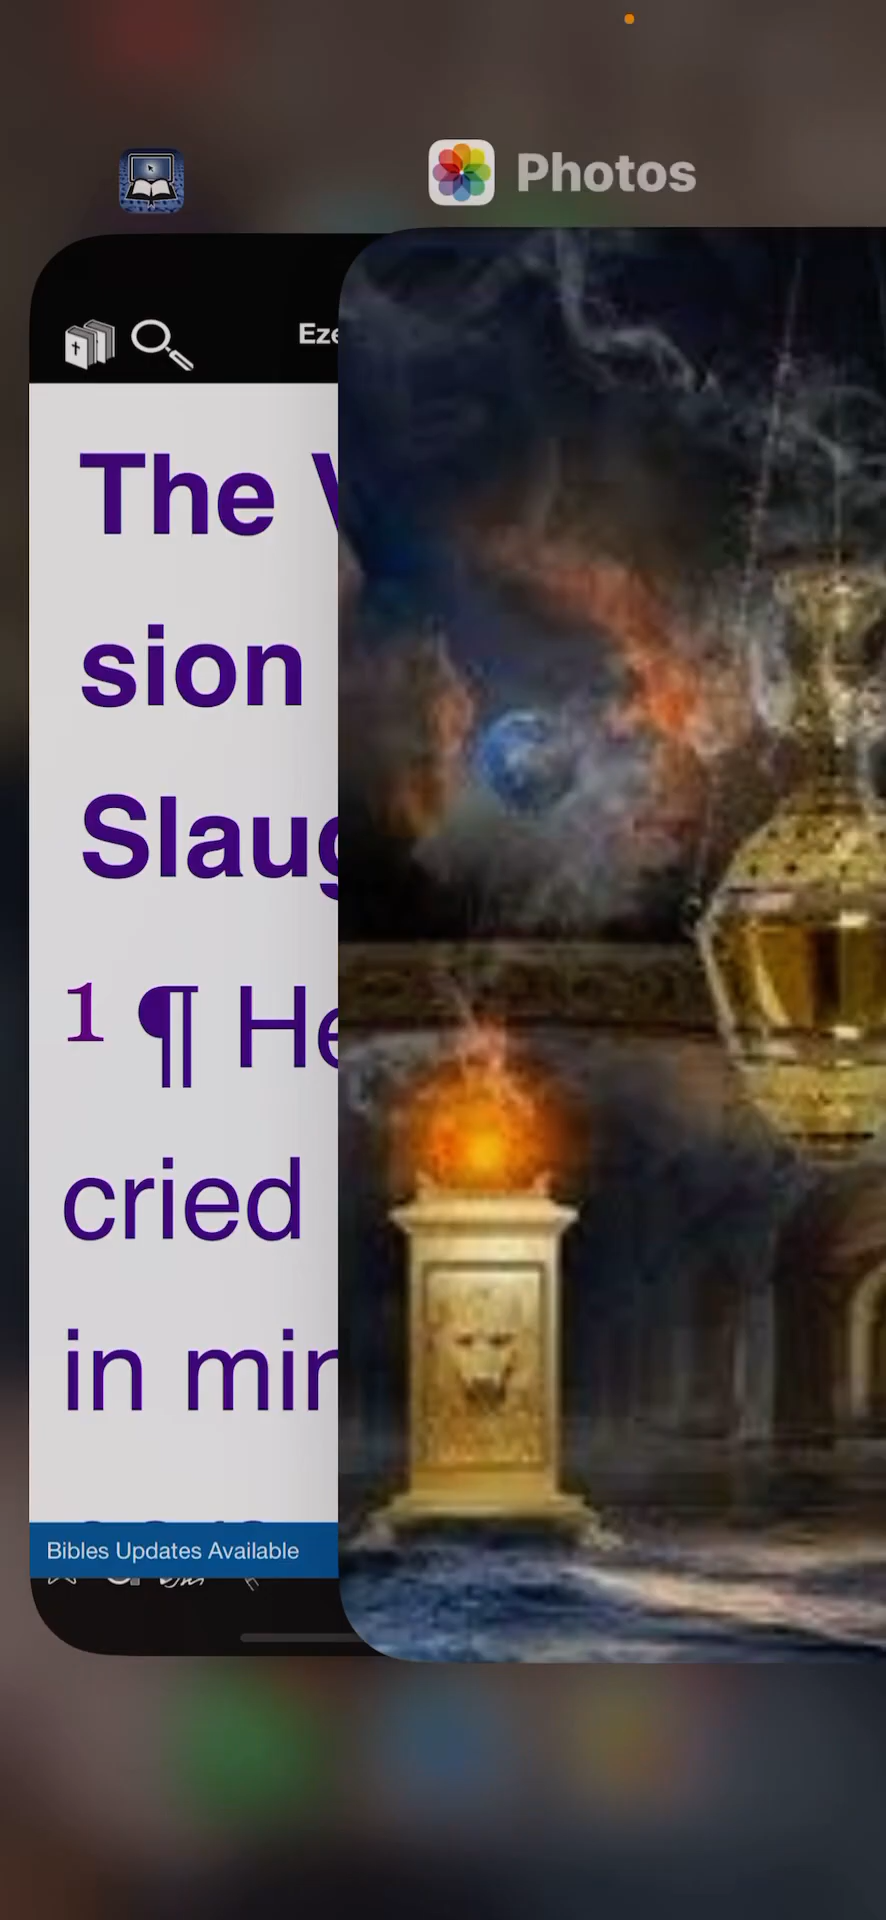 Photos
Eze
The V
sion
Slaug
1 ¶ He
cried
in min
Bibles Updates Available